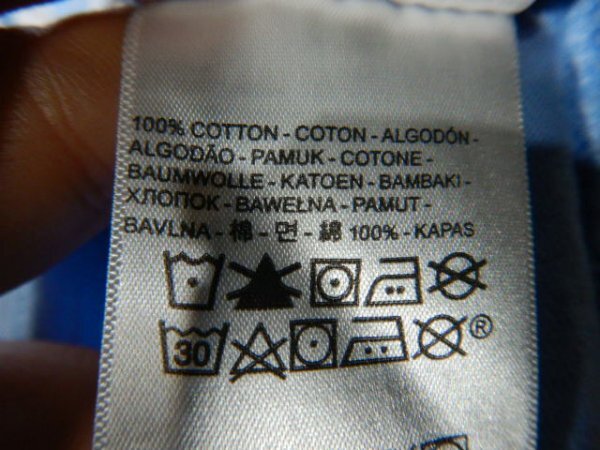 100% COTTON - COTON - ALGODÓN -
ALGODÃO - PAMUK - COTONE -
BAUMWOLLE - KATOEN - BAMBAKI -
ХЛОПОК - BAWEŁNA - PAMUT -
BAVLNA - 棉 - 면 - 綿 100% - KAPAS
30 ®